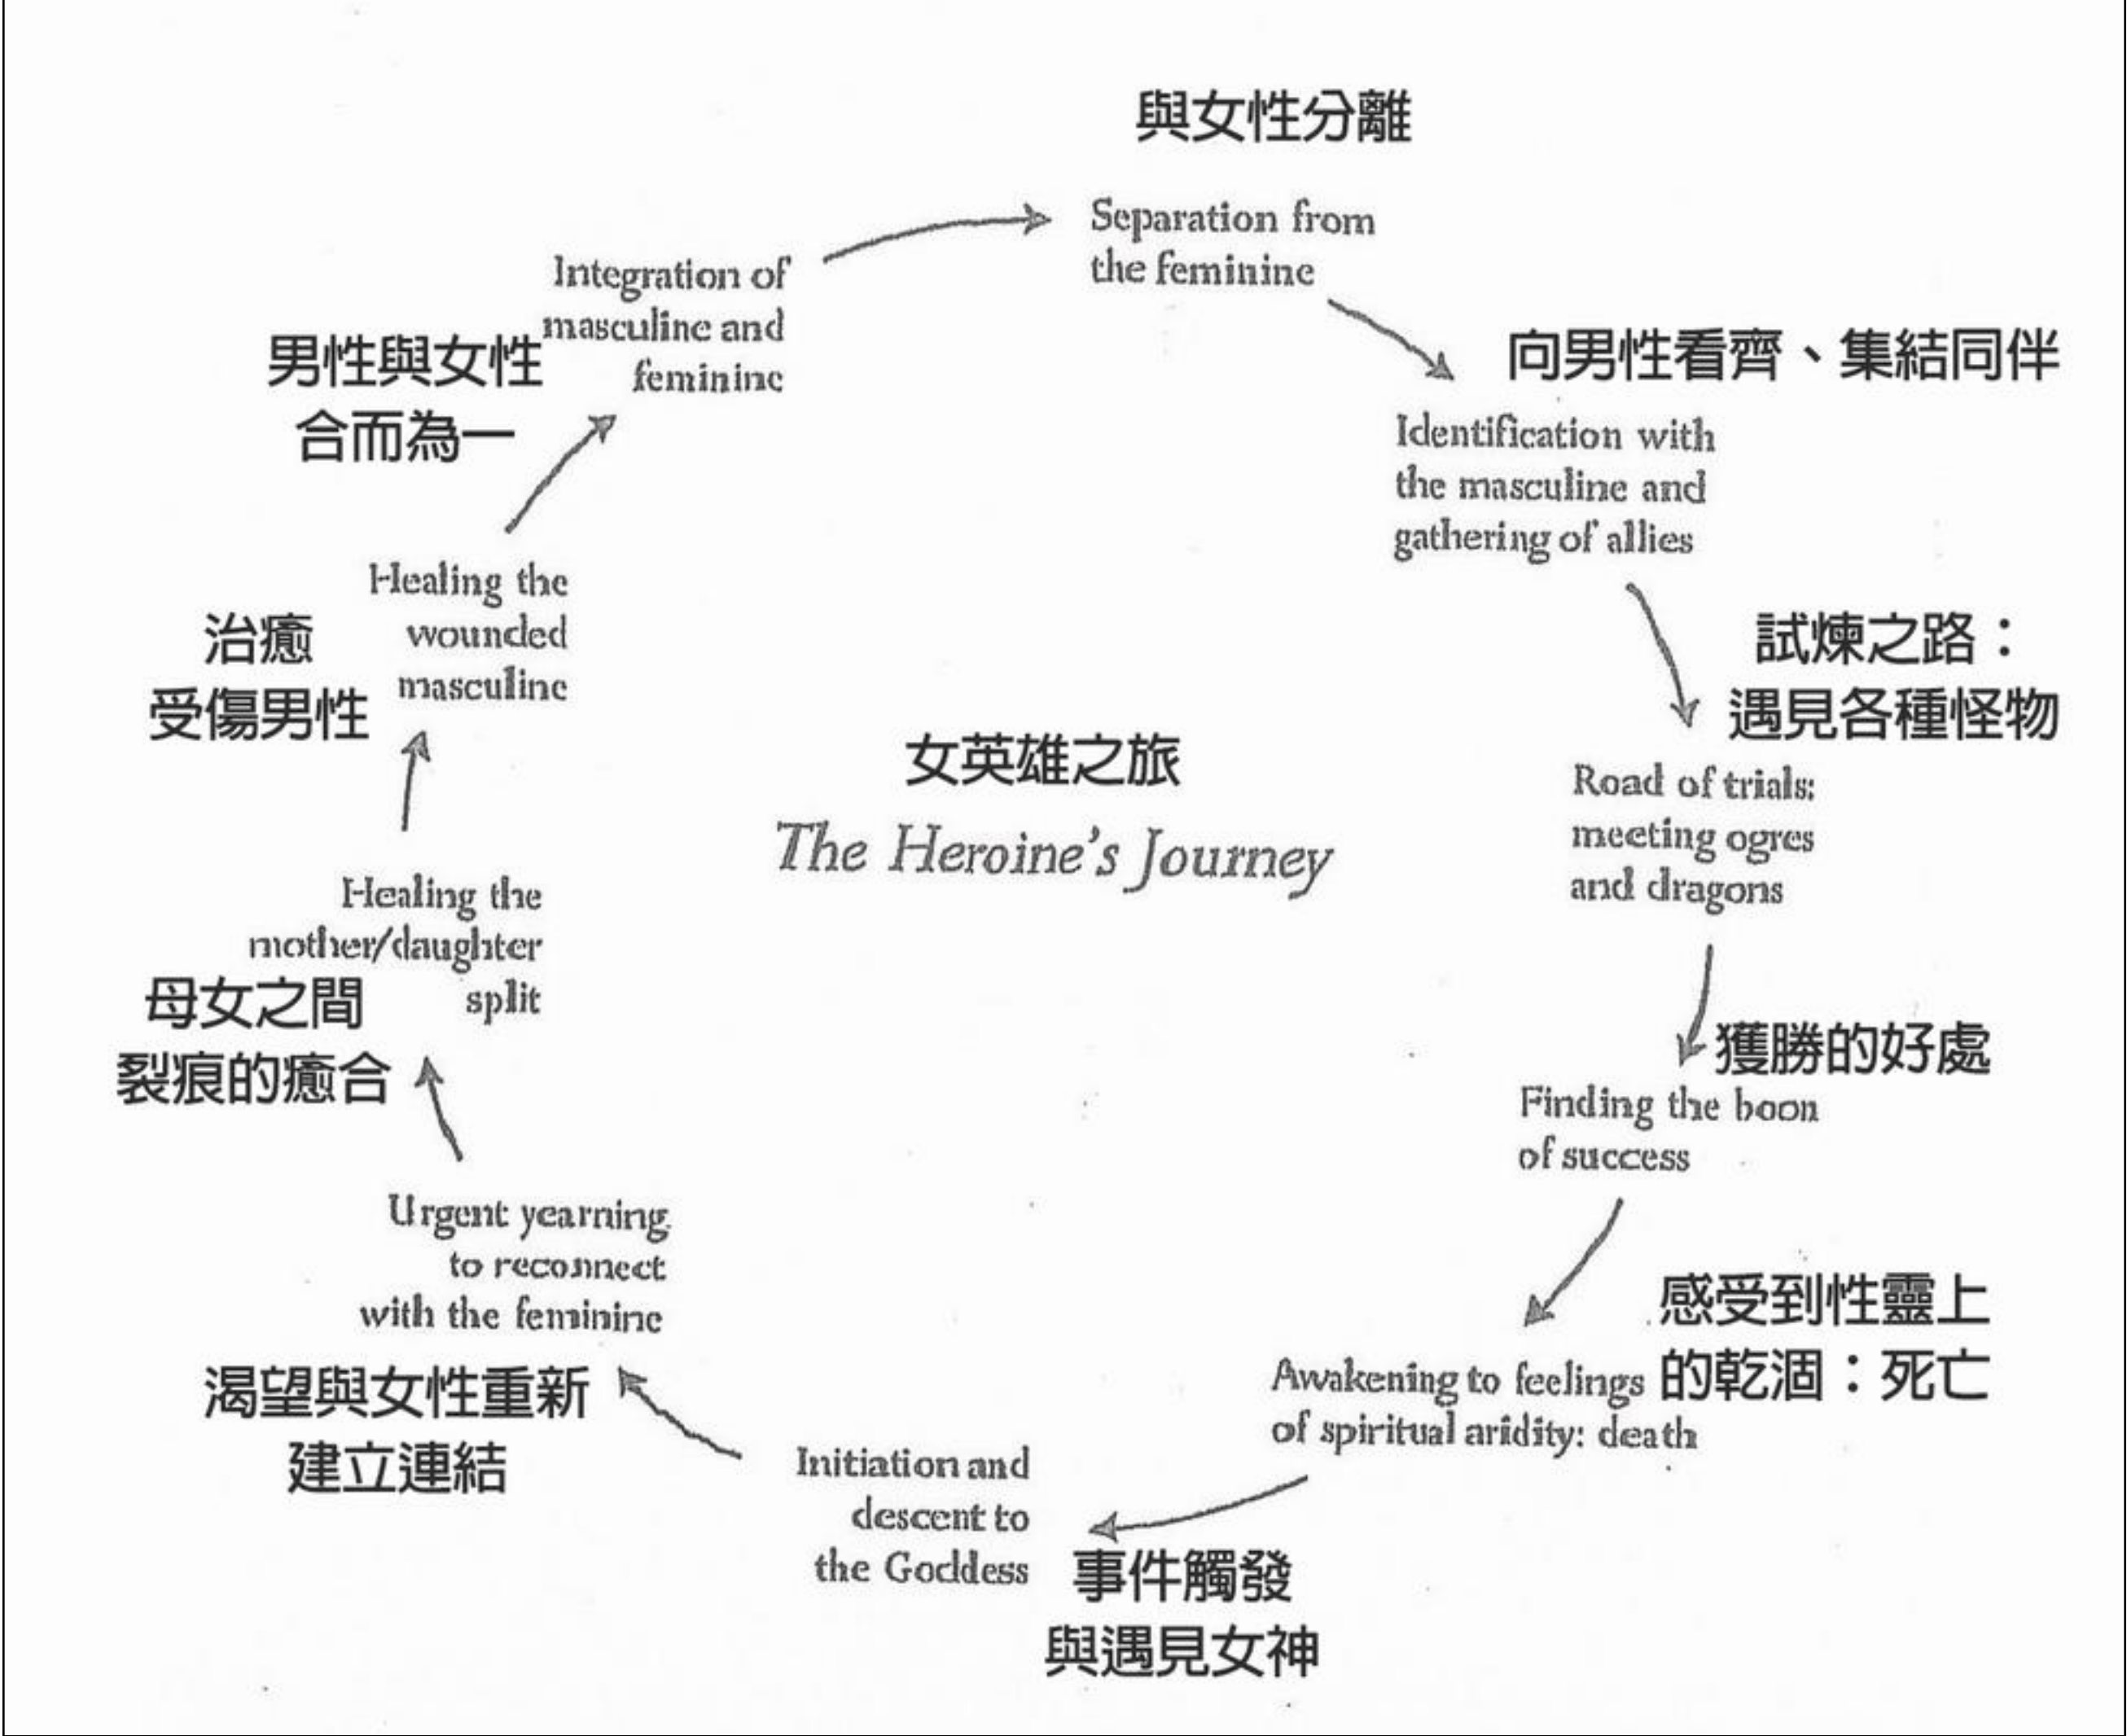 與女性分離
Separation from
the feminine
向男性看齊、集結同伴
Identification with
the masculine and
gathering of allies
試煉之路：
遇見各種怪物
Road of trials:
meeting ogres
and dragons
獲勝的好處
Finding the boon
of success
感受到性靈上
的乾涸：死亡
Awakening to feelings
of spiritual aridity: death
Initiation and
descent to
the Goddess
事件觸發
與遇見女神
Urgent yearning
to reconnect
with the feminine
渴望與女性重新
建立連結
Healing the
mother/daughter
split
母女之間
裂痕的癒合
Healing the
wounded
masculine
治癒
受傷男性
Integration of
masculine and
feminine
男性與女性
合而為一
女英雄之旅
The Heroine's Journey